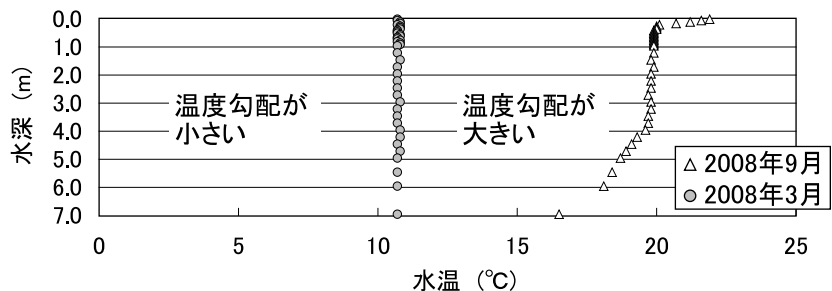 0.0
1.0
2.0
3.0
4.0
5.0
6.0
7.0
水深 (m)
温度勾配が
小さい
温度勾配が
大きい
2008年9月
2008年3月
0 5 10 15 20 25
水温 (℃)